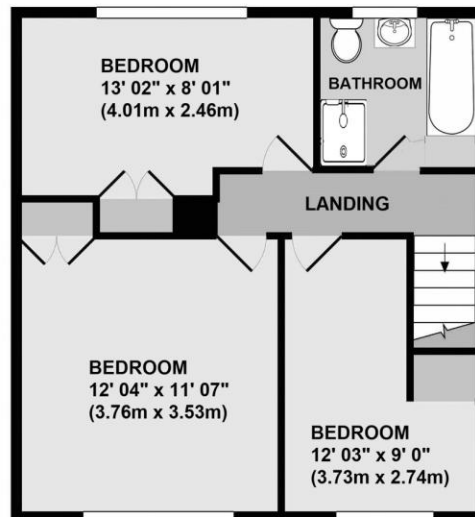 BEDROOM
13' 02" x 8' 01"
(4.01m x 2.46m)
BATHROOM
LANDING
BEDROOM
12' 04" x 11' 07"
(3.76m x 3.53m)
BEDROOM
12' 03" x 9' 0"
(3.73m x 2.74m)